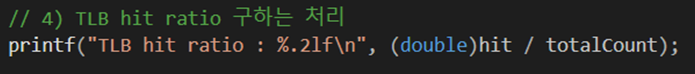 // 4) TLB hit ratio 구하는 처리
printf("TLB hit ratio : %.2lf\n", (double)hit / totalCount);